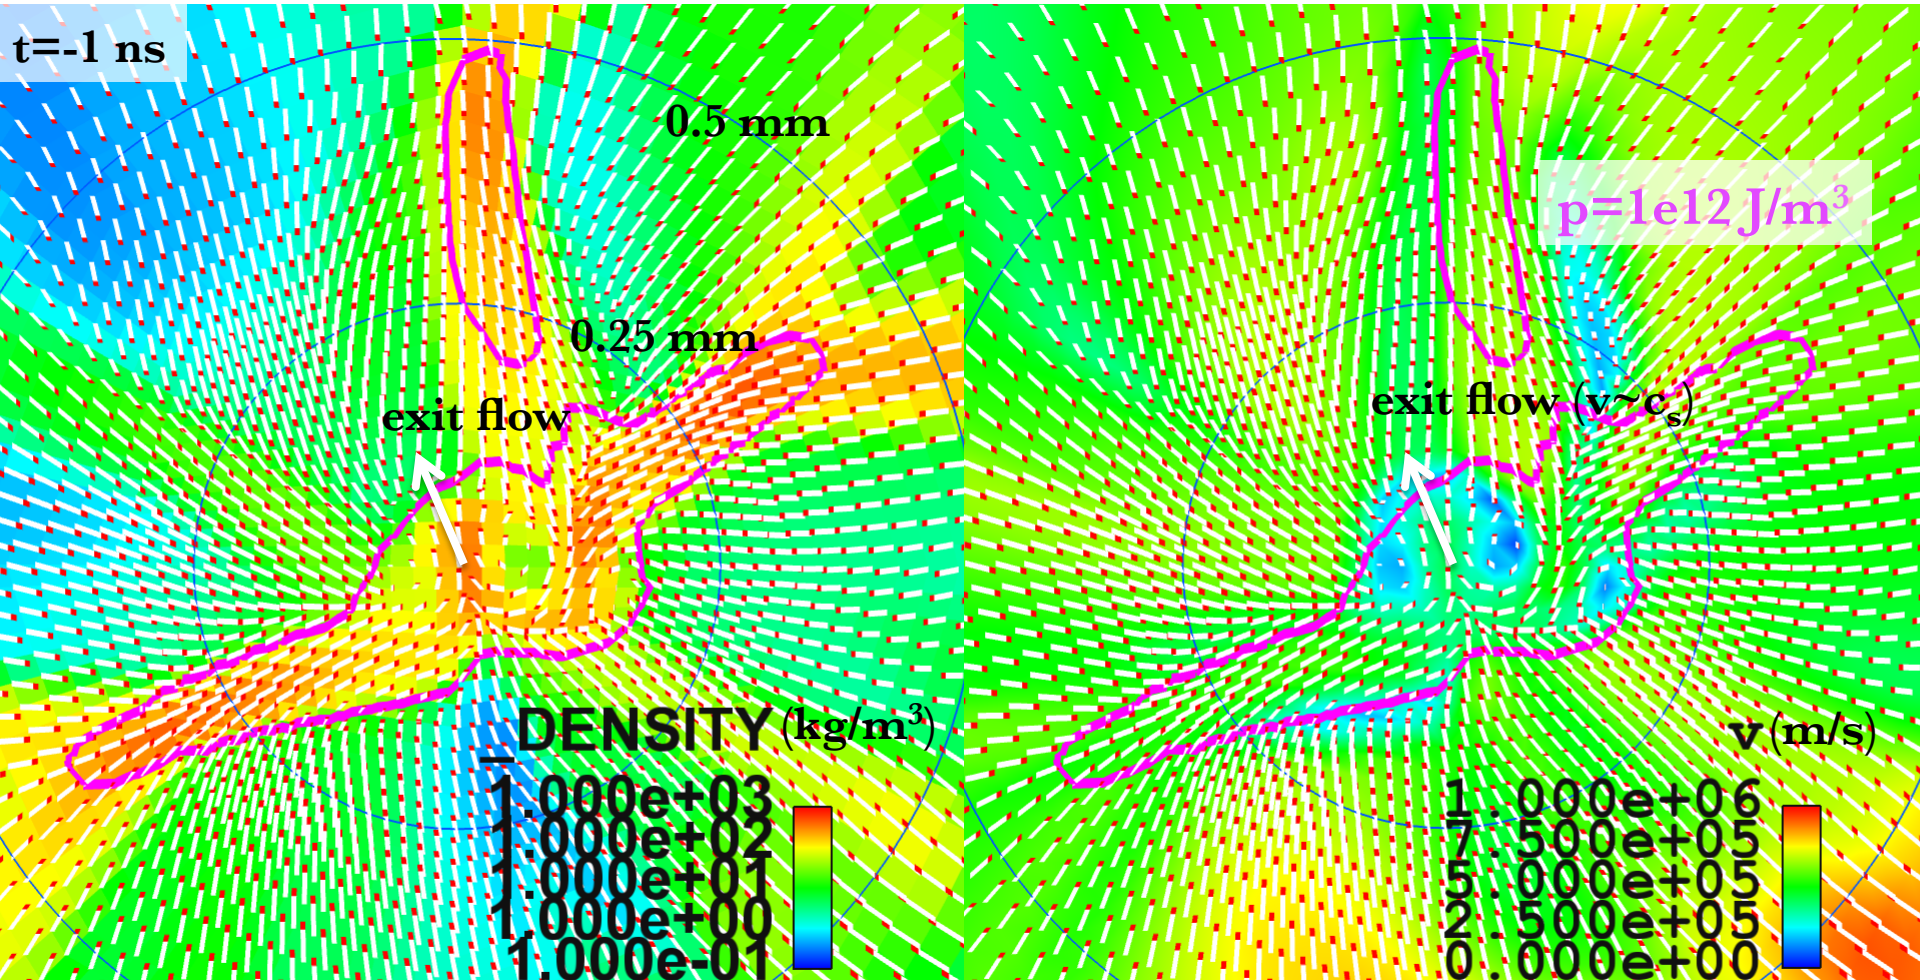 t=-1 ns
0.5 mm
0.25 mm
exit flow
DENSITY (kg/m³)
1.000e+03
1.000e+02
1.000e+01
1.000e+00
1.000e-01
p=1e12 J/m³
exit flow (v~cₛ)
v (m/s)
1.000e+06
7.500e+05
5.000e+05
2.500e+05
0.000e+00